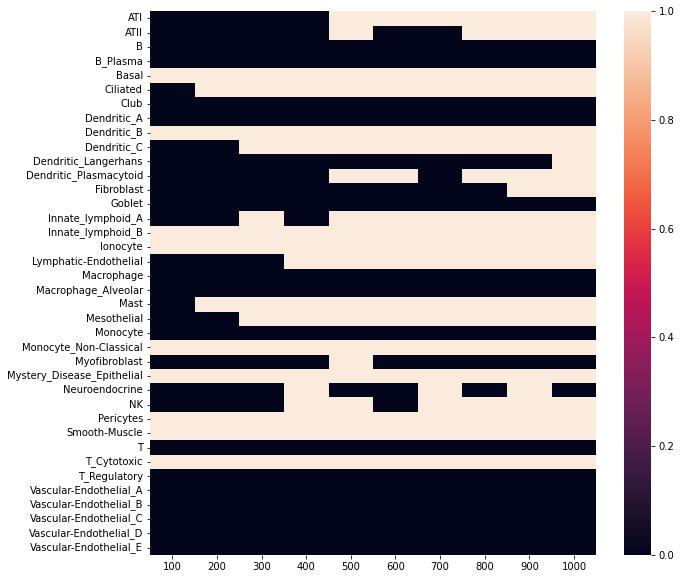 ATI
ATII
B
B_Plasma
Basal
Ciliated
Club
Dendritic_A
Dendritic_B
Dendritic_C
Dendritic_Langerhans
Dendritic_Plasmacytoid
Fibroblast
Goblet
Innate_lymphoid_A
Innate_lymphoid_B
Ionocyte
Lymphatic-Endothelial
Macrophage
Macrophage_Alveolar
Mast
Mesothelial
Monocyte
Monocyte_Non-Classical
Myofibroblast
Mystery_Disease_Epithelial
Neuroendocrine
NK
Pericytes
Smooth-Muscle
T
T_Cytotoxic
T_Regulatory
Vascular-Endothelial_A
Vascular-Endothelial_B
Vascular-Endothelial_C
Vascular-Endothelial_D
Vascular-Endothelial_E
100 200 300 400 500 600 700 800 900 1000
1.0
0.8
0.6
0.4
0.2
0.0